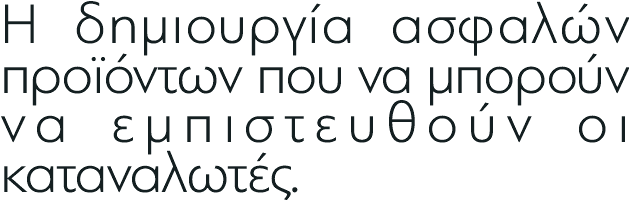 Η δημιουργία ασφαλών
προϊόντων που να μπορούν
να εμπιστευθούν οι
καταναλωτές.